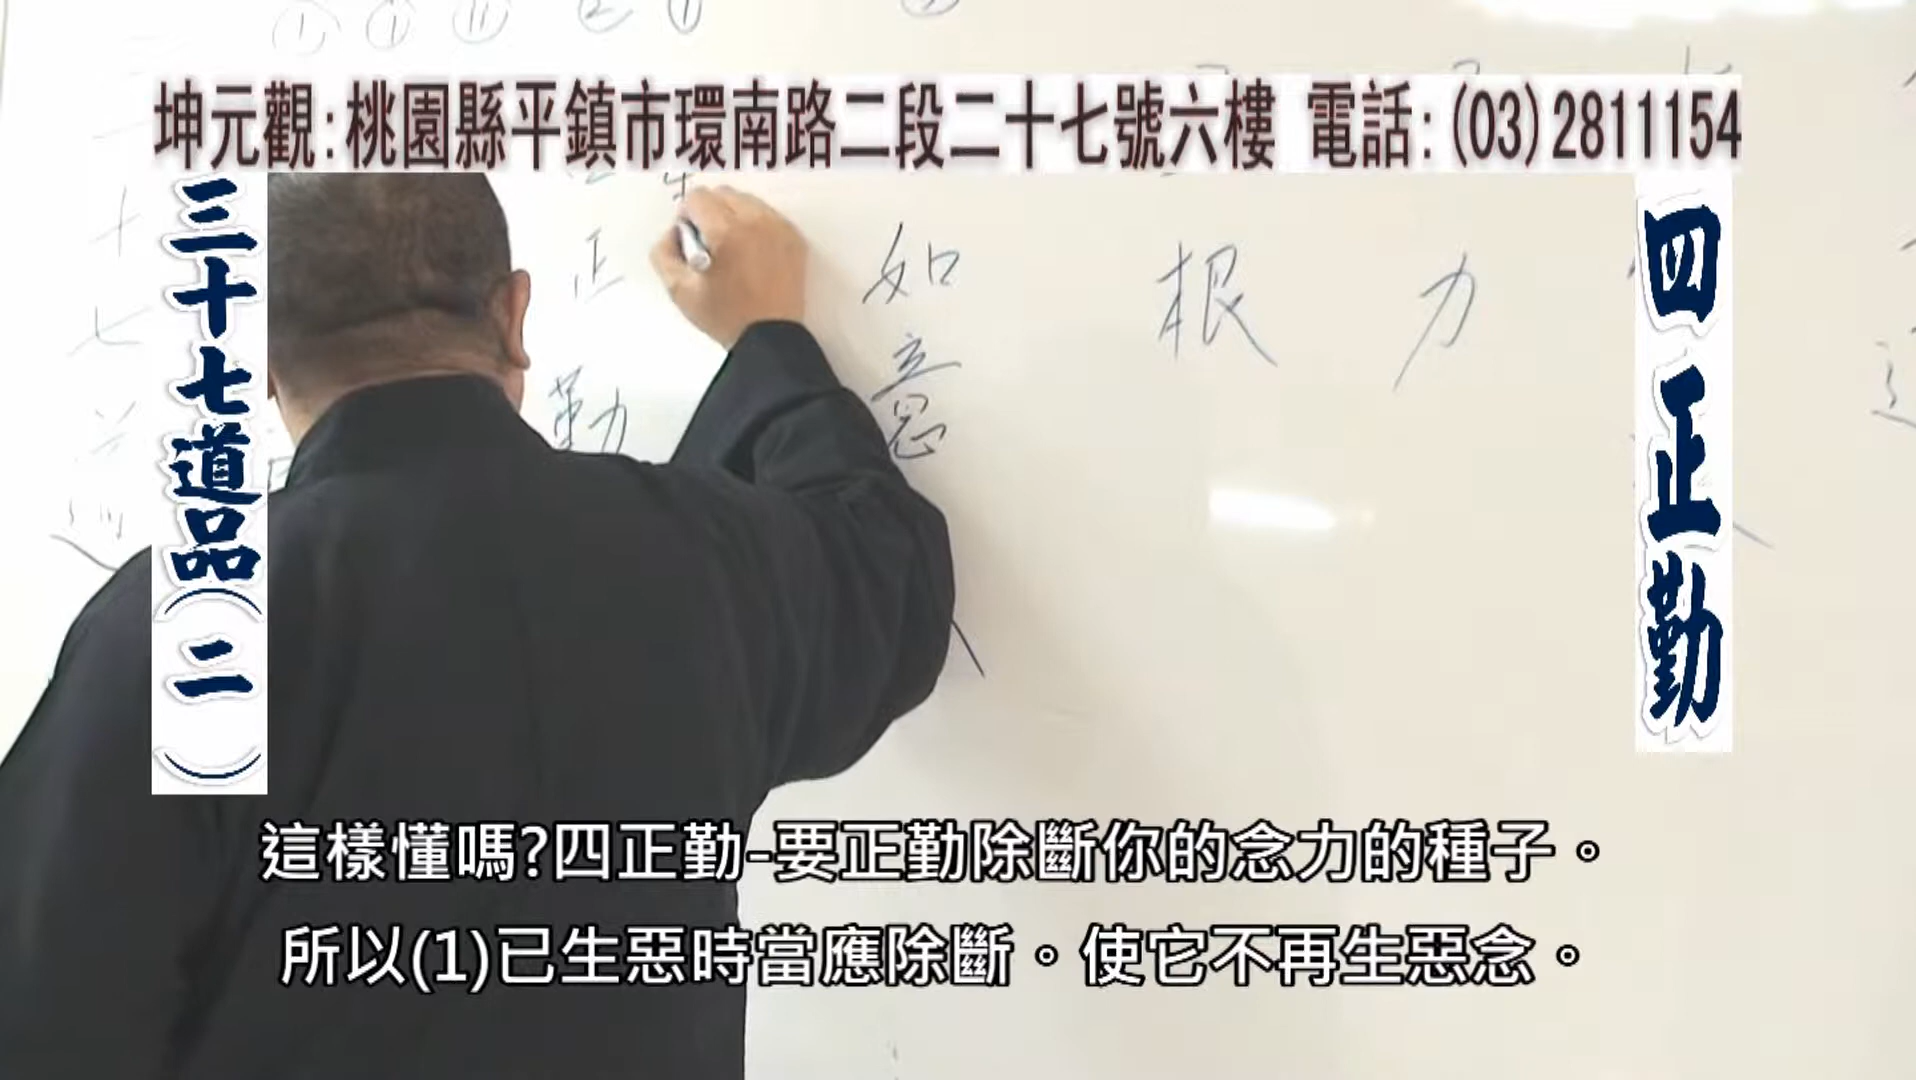 坤元觀:桃園縣平鎮市環南路二段二十七號六樓 電話:(03)2811154
三十七道品(二)
四正勤
正勤
如意
根
力
這樣懂嗎?四正勤-要正勤除斷你的念力的種子。
所以(1)已生惡時當應除斷。使它不再生惡念。